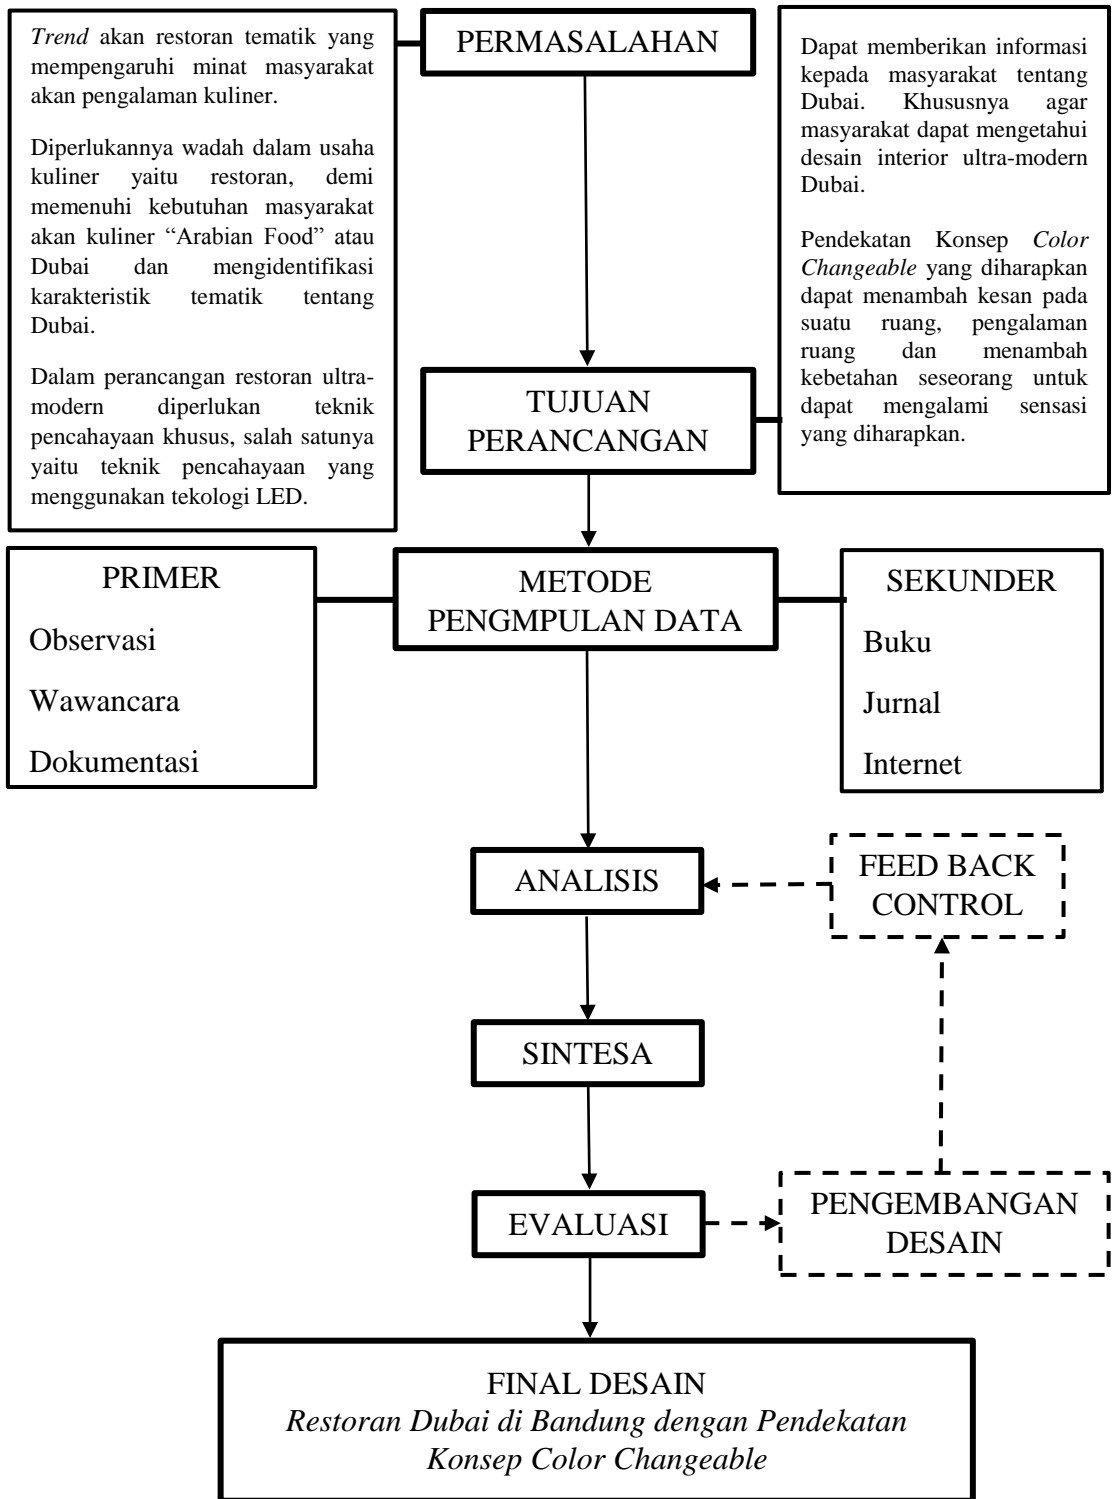 PERMASALAHAN
Trend akan restoran tematik yang
mempengaruhi minat masyarakat
akan pengalaman kuliner.
Diperlukannya wadah dalam usaha
kuliner yaitu restoran, demi
memenuhi kebutuhan masyarakat
akan kuliner “Arabian Food” atau
Dubai dan mengidentifikasi
karakteristik tematik tentang
Dubai.
Dalam perancangan restoran ultra-
modern diperlukan teknik
pencahayaan khusus, salah satunya
yaitu teknik pencahayaan yang
menggunakan tekologi LED.
TUJUAN
PERANCANGAN
Dapat memberikan informasi
kepada masyarakat tentang
Dubai. Khususnya agar
masyarakat dapat mengetahui
desain interior ultra-modern
Dubai.
Pendekatan Konsep Color
Changeable yang diharapkan
dapat menambah kesan pada
suatu ruang, pengalaman
ruang dan menambah
kebetahan seseorang untuk
dapat mengalami sensasi
yang diharapkan.
METODE
PENGMPULAN DATA
PRIMER
Observasi
Wawancara
Dokumentasi
SEKUNDER
Buku
Jurnal
Internet
ANALISIS
FEED BACK
CONTROL
SINTESA
EVALUASI
PENGEMBANGAN
DESAIN
FINAL DESAIN
Restoran Dubai di Bandung dengan Pendekatan
Konsep Color Changeable